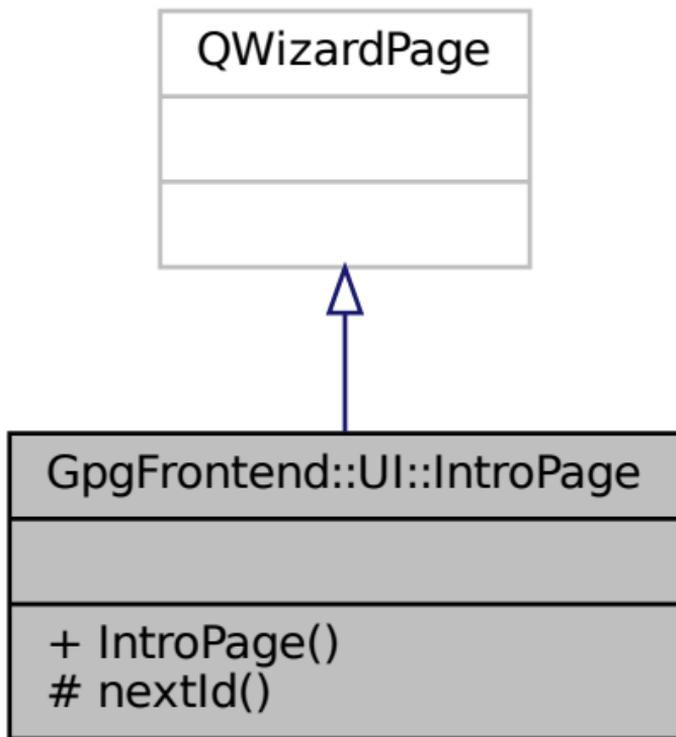 QWizardPage
GpgFrontend::UI::IntroPage
+ IntroPage()
# nextId()